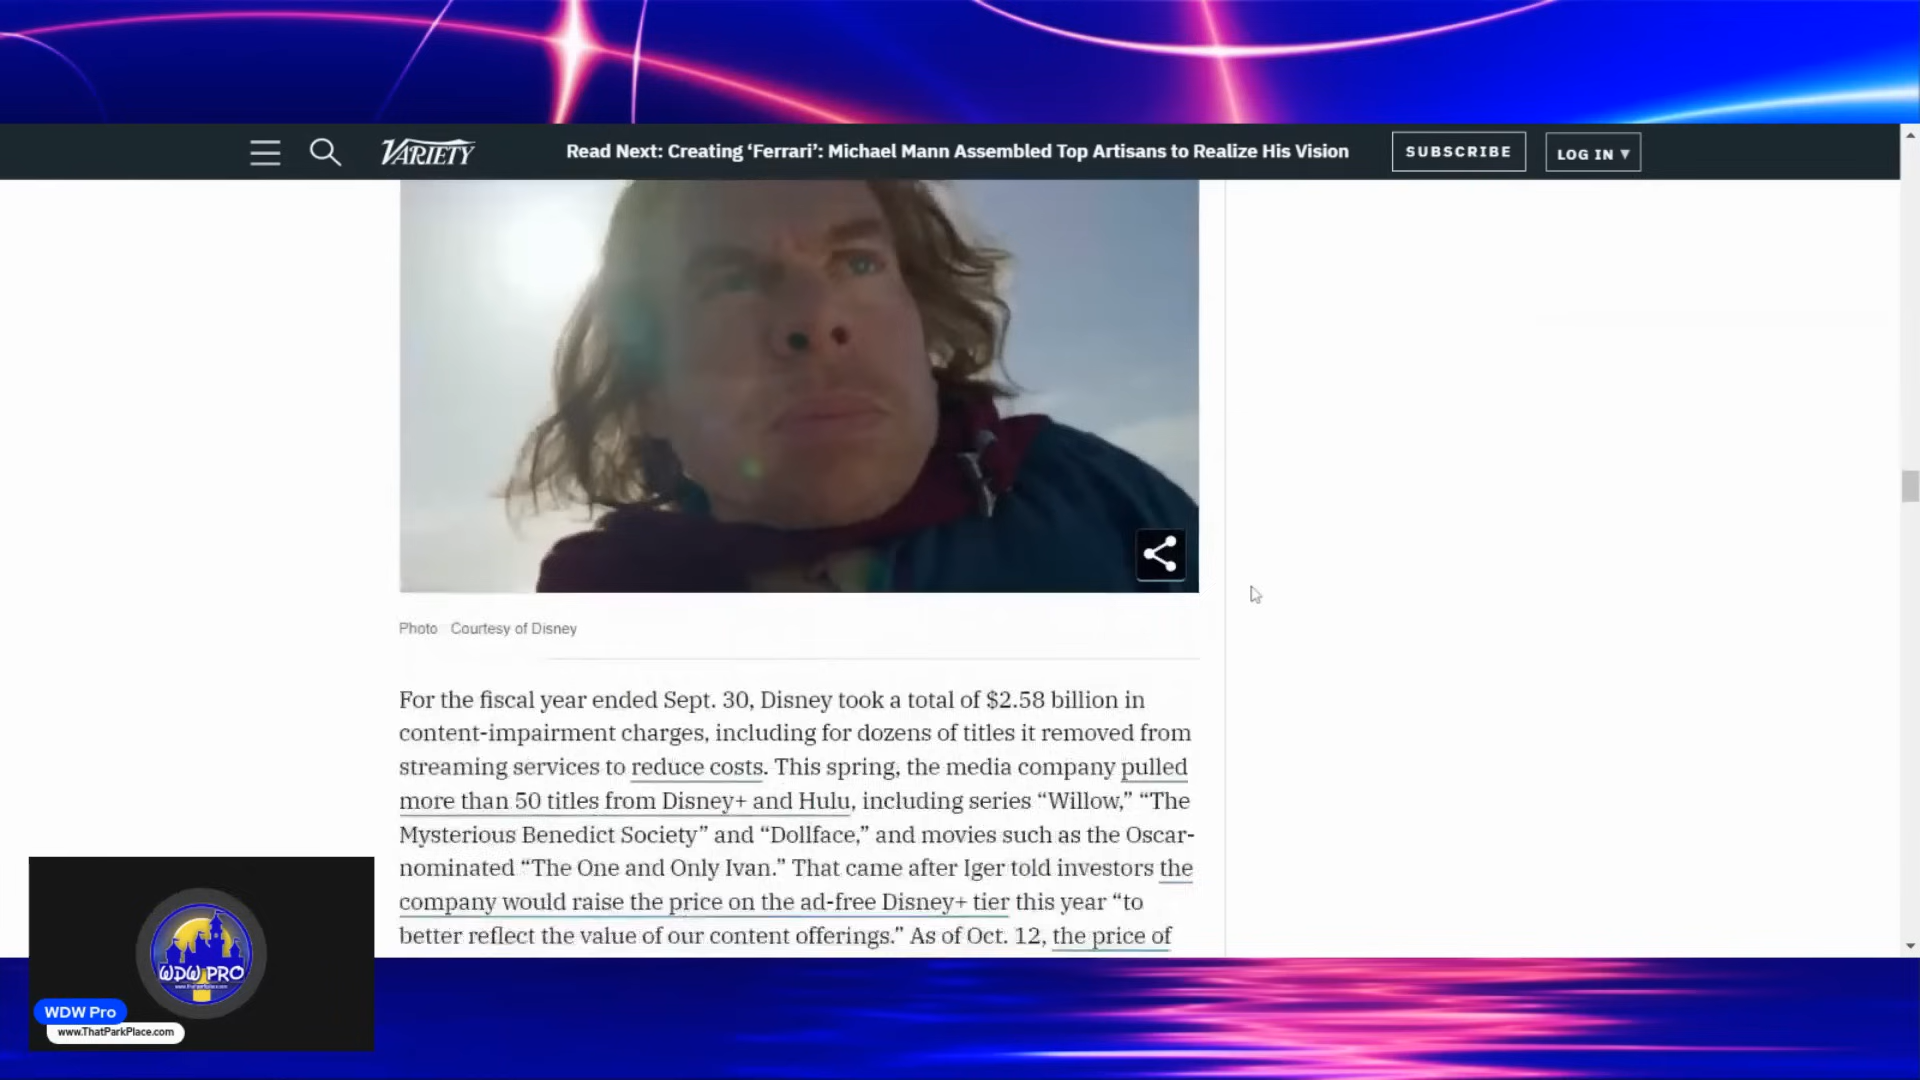 VARIETY
Read Next: Creating ‘Ferrari’: Michael Mann Assembled Top Artisans to Realize His Vision
SUBSCRIBE
LOG IN ▾
Photo Courtesy of Disney
For the fiscal year ended Sept. 30, Disney took a total of $2.58 billion in
content-impairment charges, including for dozens of titles it removed from
streaming services to reduce costs. This spring, the media company pulled
more than 50 titles from Disney+ and Hulu, including series “Willow,” “The
Mysterious Benedict Society” and “Dollface,” and movies such as the Oscar-
nominated “The One and Only Ivan.” That came after Iger told investors the
company would raise the price on the ad-free Disney+ tier this year “to
better reflect the value of our content offerings.” As of Oct. 12, the price of
WDW PRO
WDW Pro
www.ThatParkPlace.com